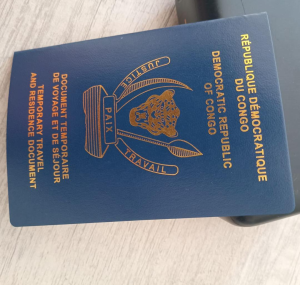 RÉPUBLIQUE DÉMOCRATIQUE
DU CONGO
DEMOCRATIC REPUBLIC
OF CONGO
JUSTICE
PAIX
TRAVAIL
DOCUMENT TEMPORAIRE
DE VOYAGE ET DE SÉJOUR
TEMPORARY TRAVEL
AND RESIDENCE DOCUMENT